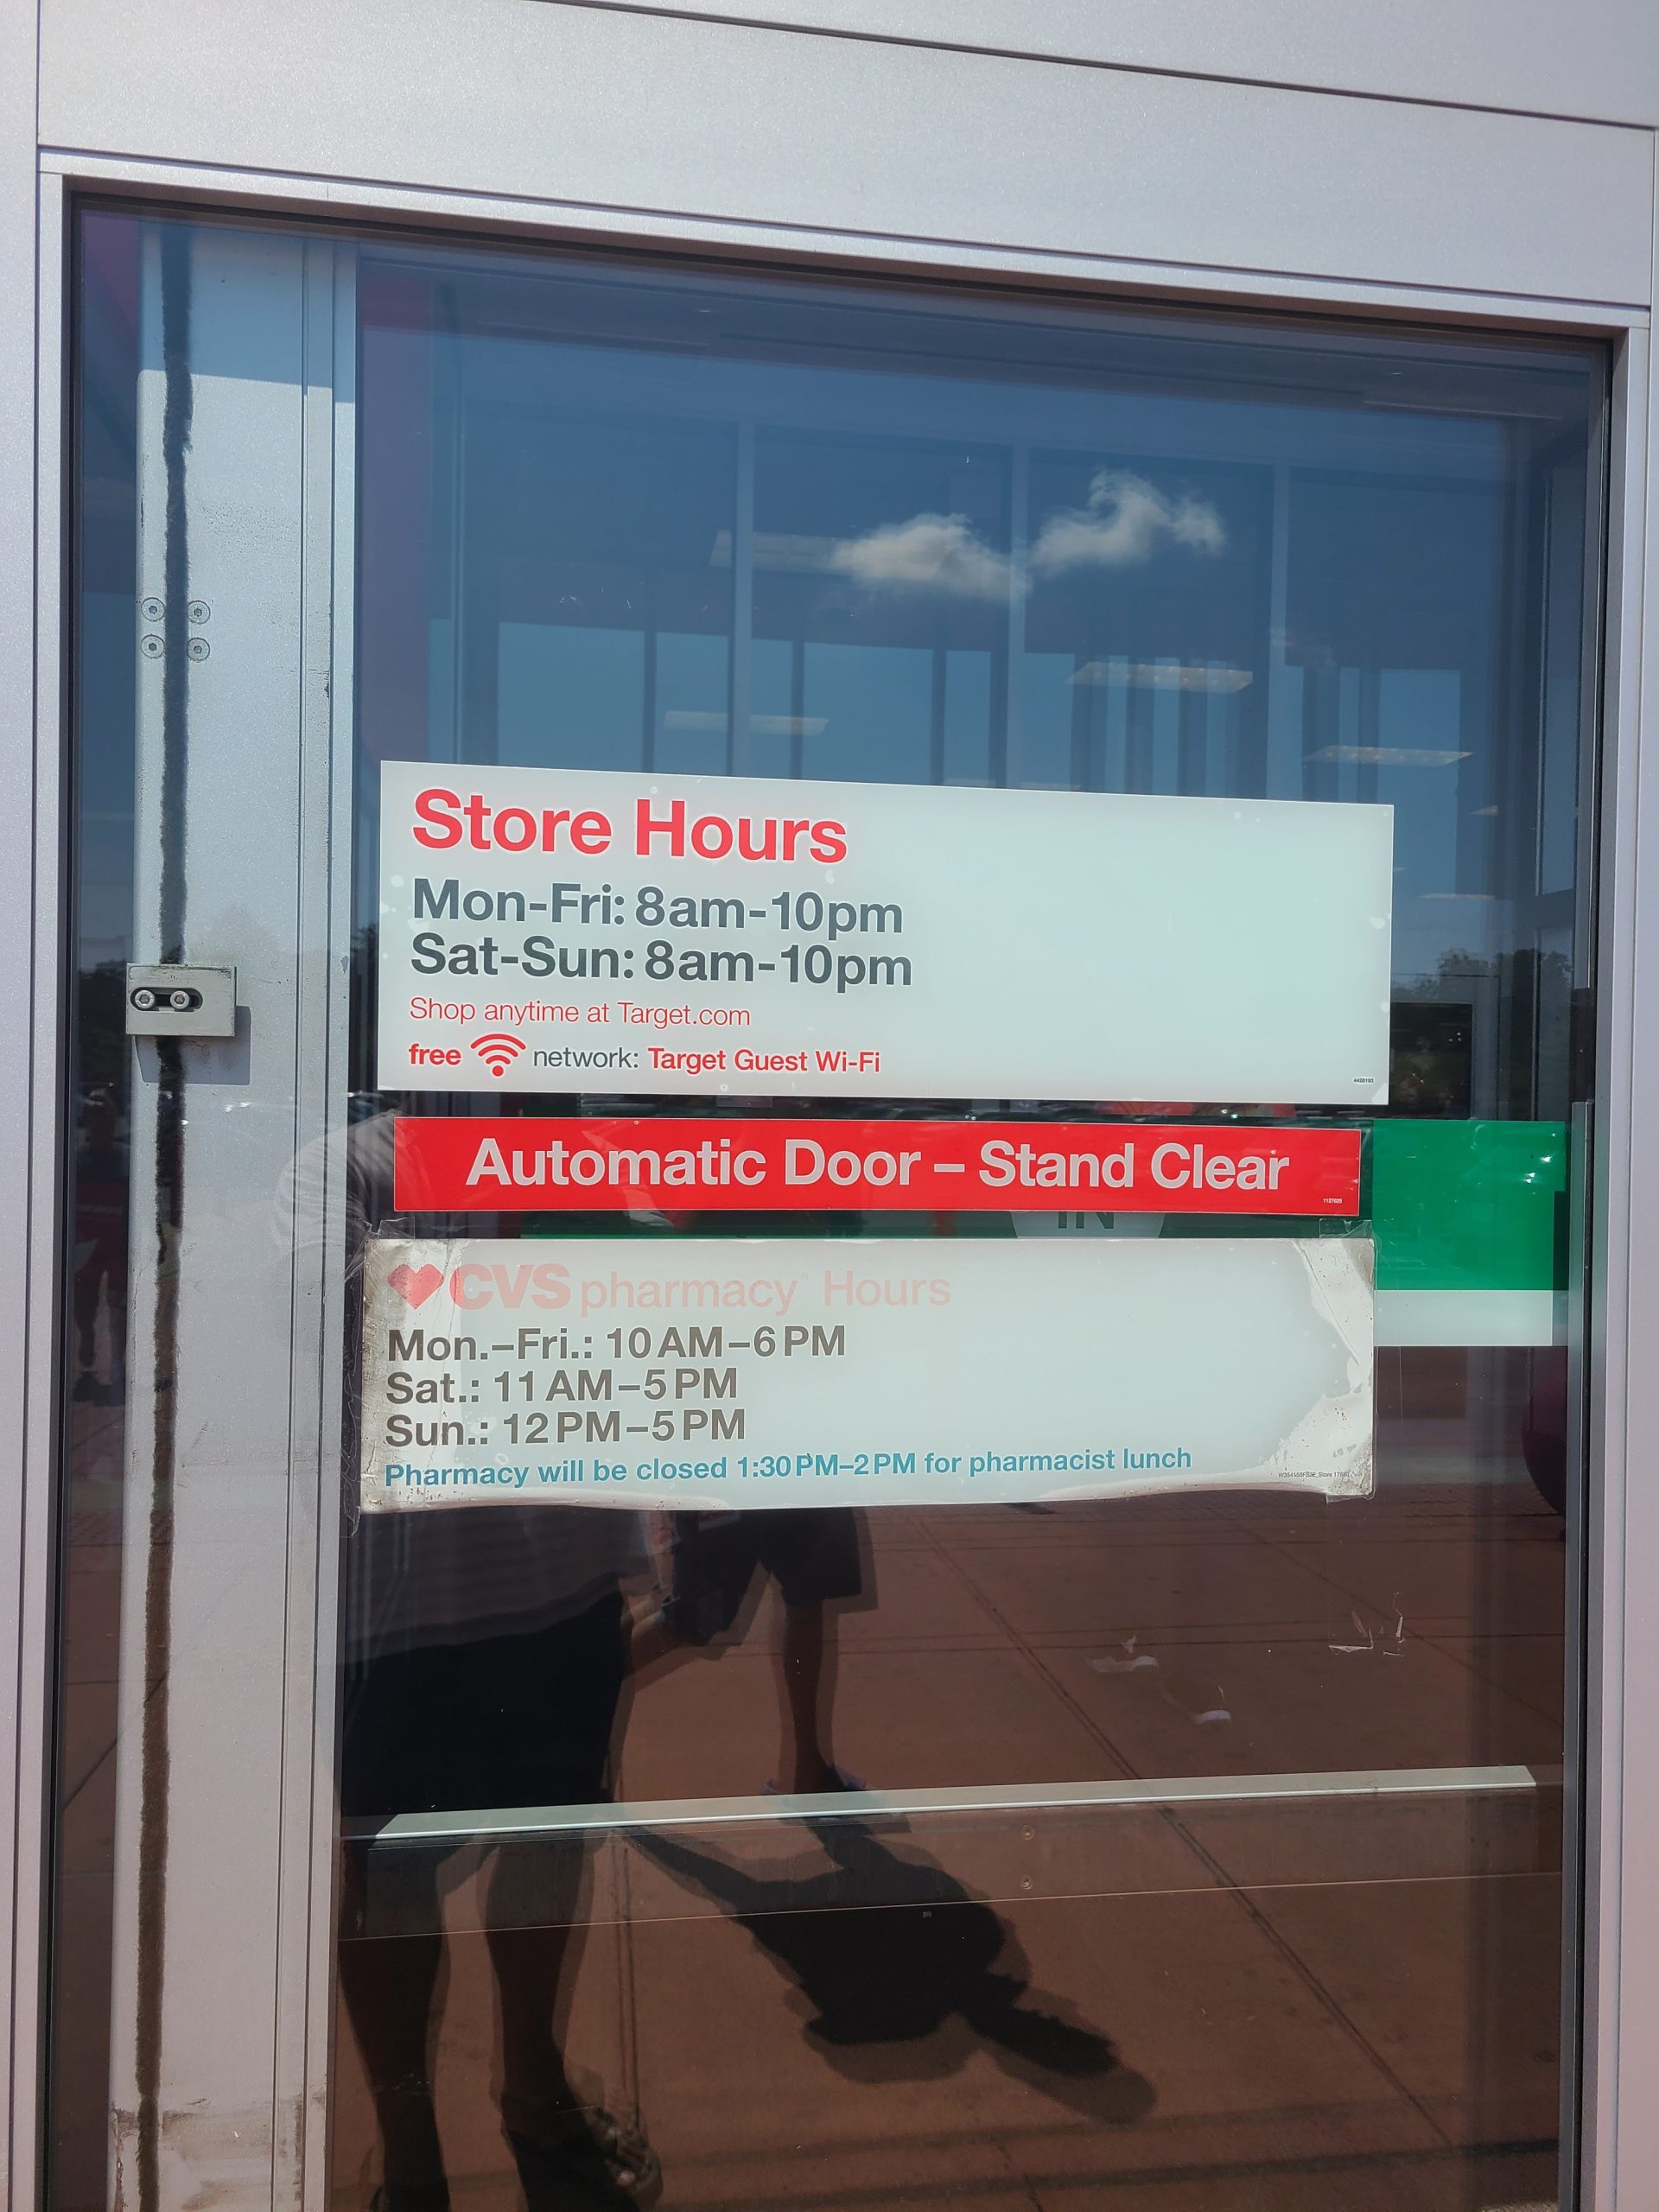 Store Hours
Mon-Fri: 8am-10pm
Sat-Sun: 8am-10pm
Shop anytime at Target.com
free network: Target Guest Wi-Fi
Automatic Door – Stand Clear
IN
CVS pharmacy Hours
Mon.–Fri.: 10 AM–6 PM
Sat.: 11 AM–5 PM
Sun.: 12 PM–5 PM
Pharmacy will be closed 1:30 PM–2 PM for pharmacist lunch